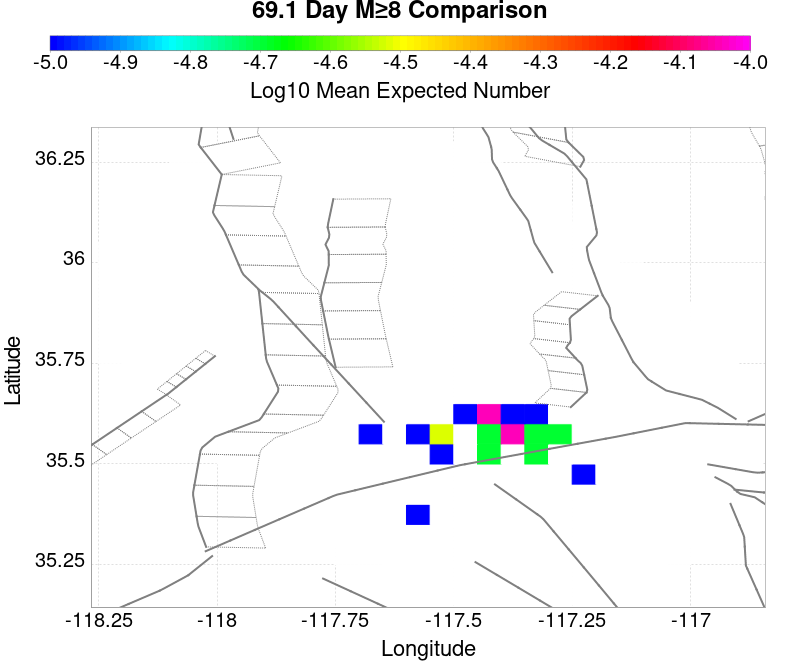 69.1 Day M≥8 Comparison
-5.0 -4.9 -4.8 -4.7 -4.6 -4.5 -4.4 -4.3 -4.2 -4.1 -4.0
Log10 Mean Expected Number
36.25
36
35.75
35.5
35.25
Latitude
-118.25 -118 -117.75 -117.5 -117.25 -117
Longitude